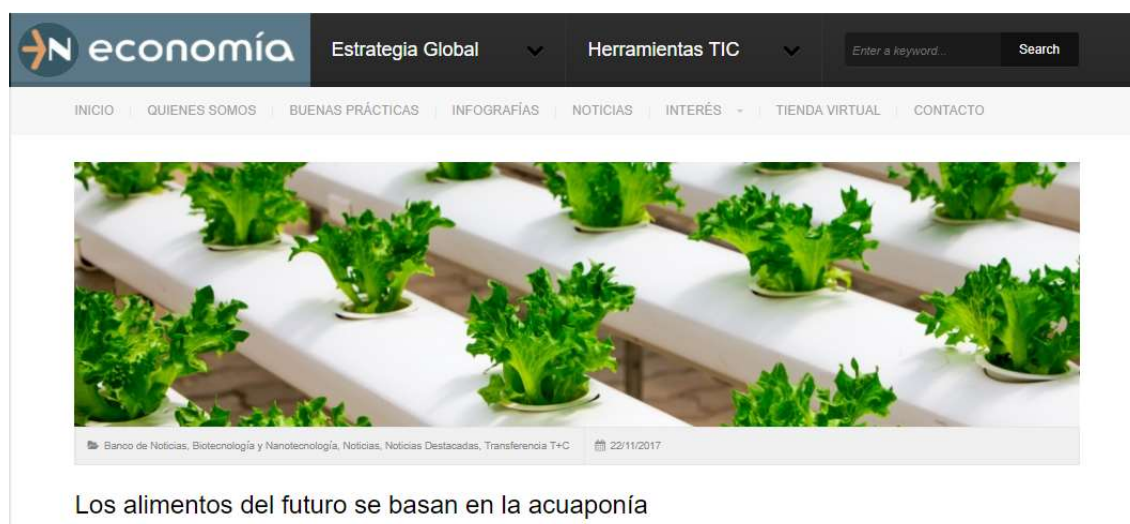 N economía
Estrategia Global
Herramientas TIC
Enter a keyword...
Search
INICIO QUIENES SOMOS BUENAS PRÁCTICAS INFOGRAFÍAS NOTICIAS INTERÉS - TIENDA VIRTUAL CONTACTO
Banco de Noticias, Biotecnología y Nanotecnología, Noticias, Noticias Destacadas, Transferencia T+C 22/11/2017
Los alimentos del futuro se basan en la acuaponía